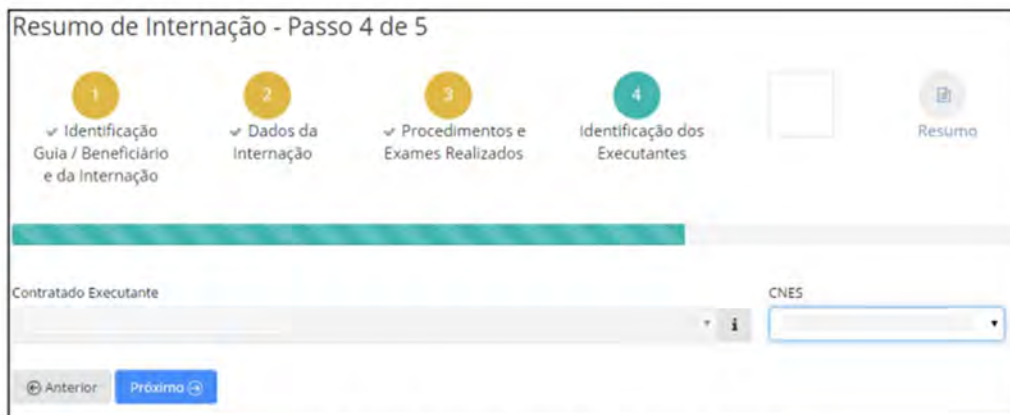 Resumo de Internação - Passo 4 de 5
1
✓ Identificação
Guia / Beneficiário
e da Internação
2
✓ Dados da
Internação
3
✓ Procedimentos e
Exames Realizados
4
Identificação dos
Executantes
Resumo
Contratado Executante
i
CNES
Anterior
Próximo